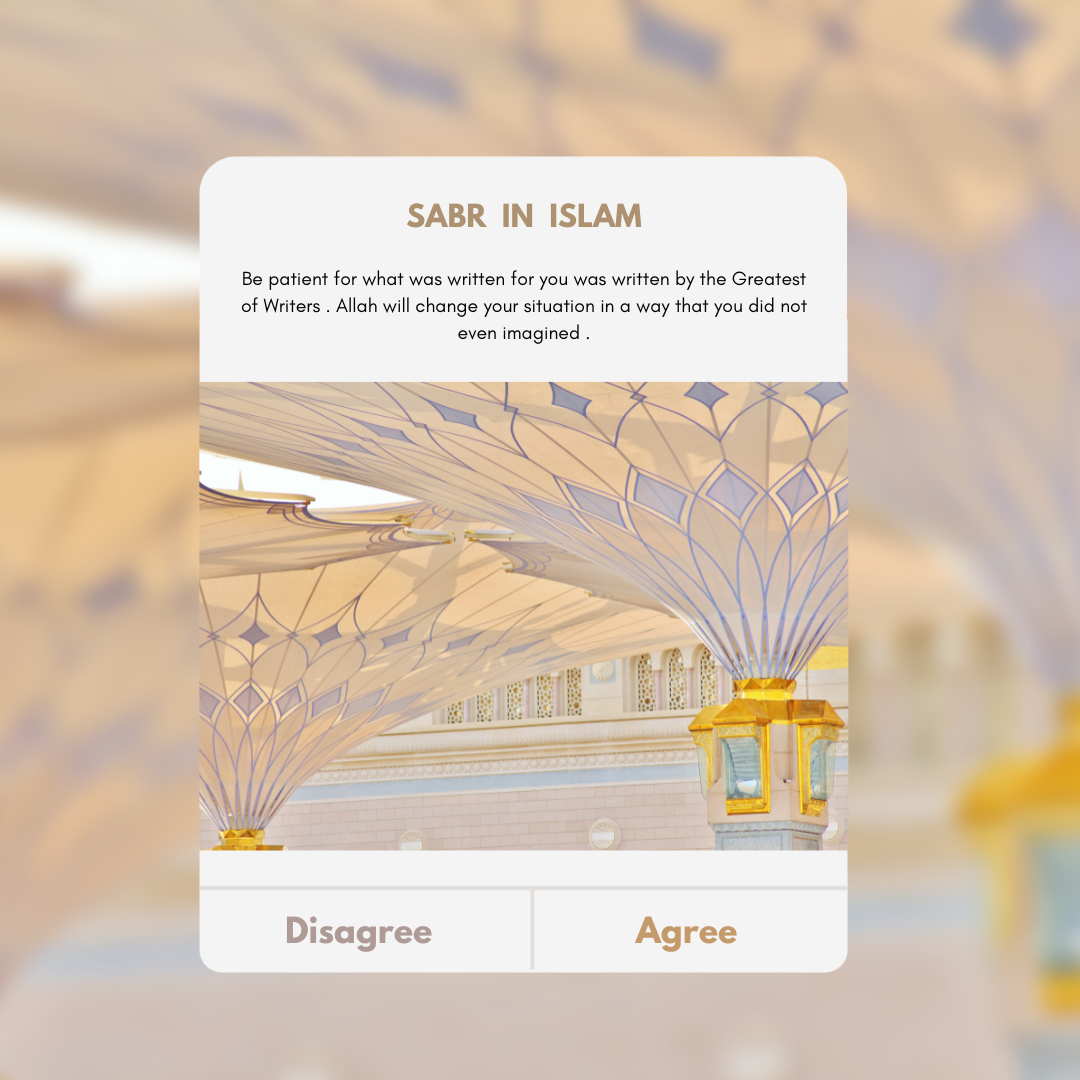 SABR IN ISLAM
Be patient for what was written for you was written by the Greatest
of Writers . Allah will change your situation in a way that you did not
even imagined .
Disagree
Agree